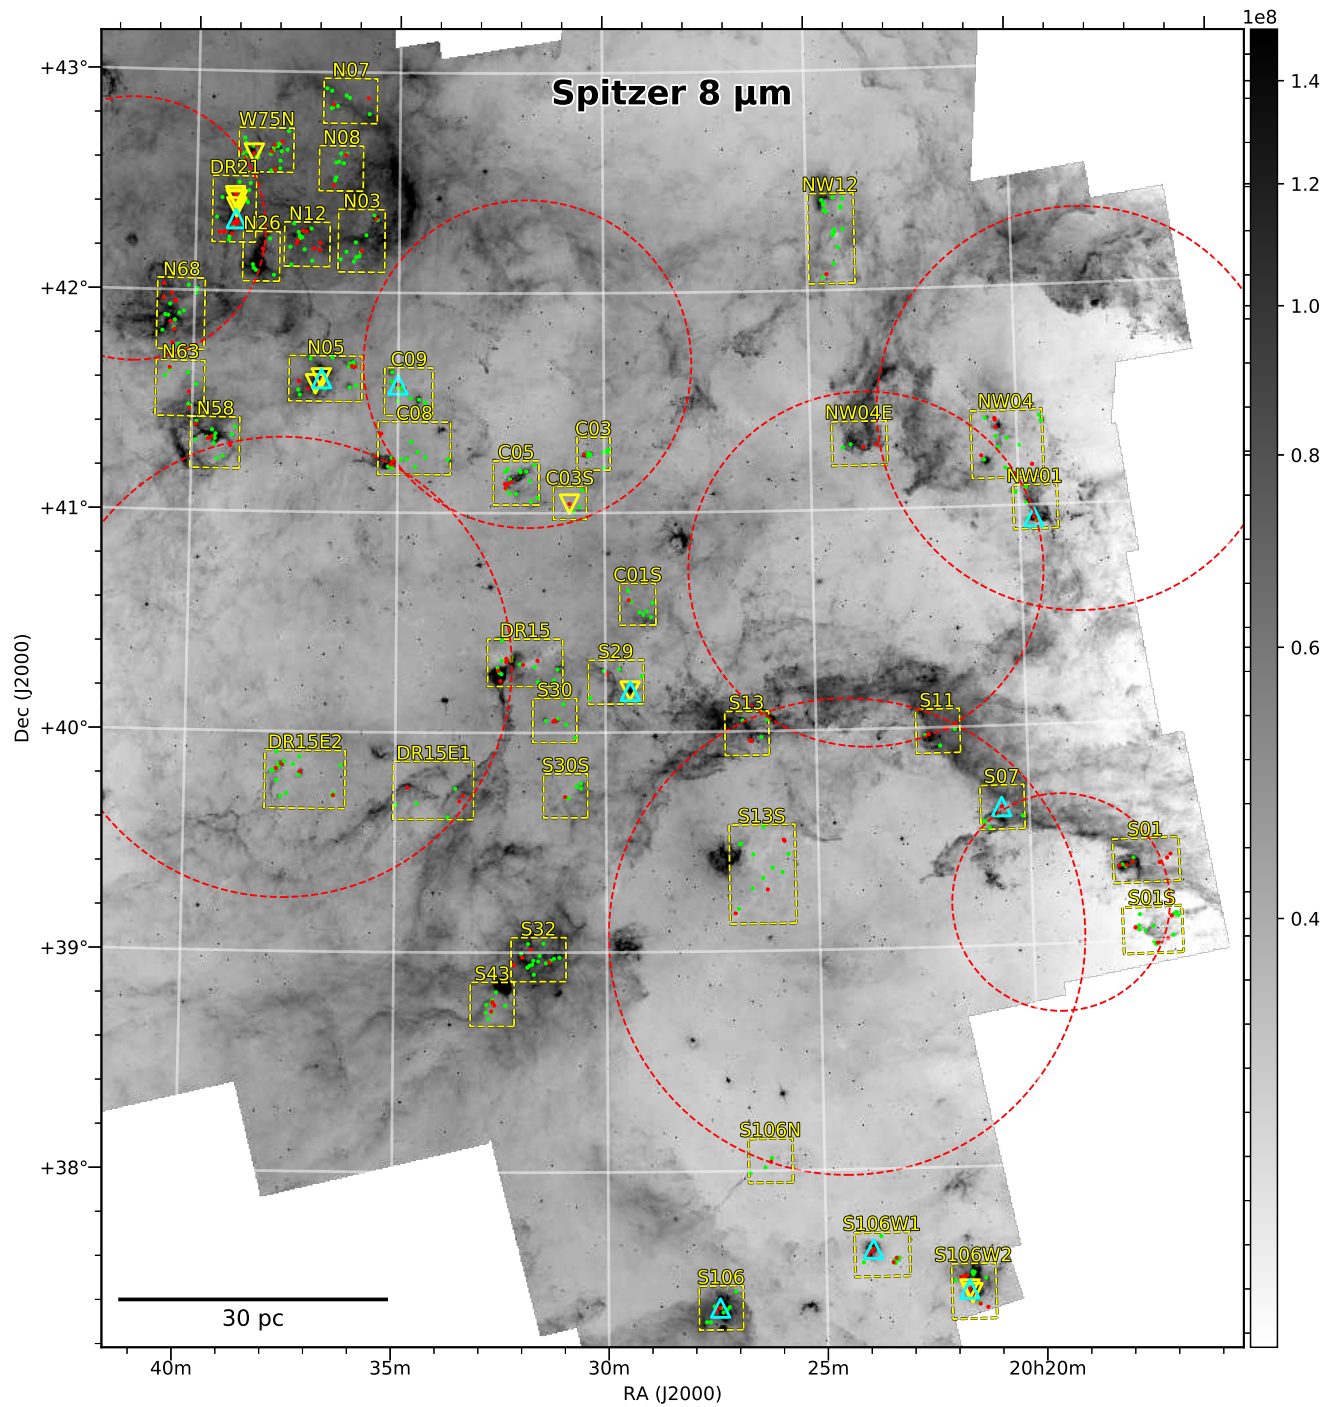 1e8
Spitzer 8 µm
+43°
N07
1.4
W75N
N08
DR21
NW12
1.2
N03
N12
N26
+42°
N68
1.0
N05
N63
C09
N58
C08
NW04E
NW04
C03
C05
0.8
C03S
NW01
+41°
C01S
DR15
S29
0.6
S30
S13
S11
+40°
DR15E2
DR15E1
S30S
S07
S13S
S01
S01S
0.4
S32
+39°
S43
S106N
+38°
S106W1
S106W2
S106
30 pc
40m
35m
30m
25m
20h20m
RA (J2000)
Dec (J2000)